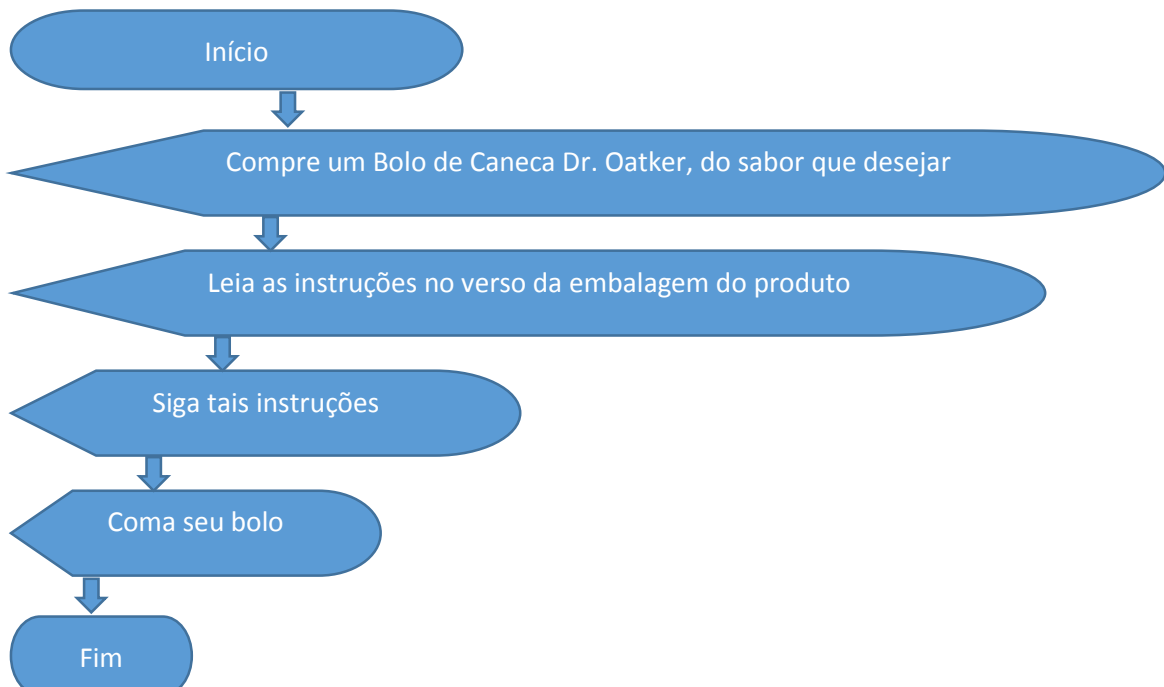 Início
Compre um Bolo de Caneca Dr. Oatker, do sabor que desejar
Leia as instruções no verso da embalagem do produto
Siga tais instruções
Coma seu bolo
Fim